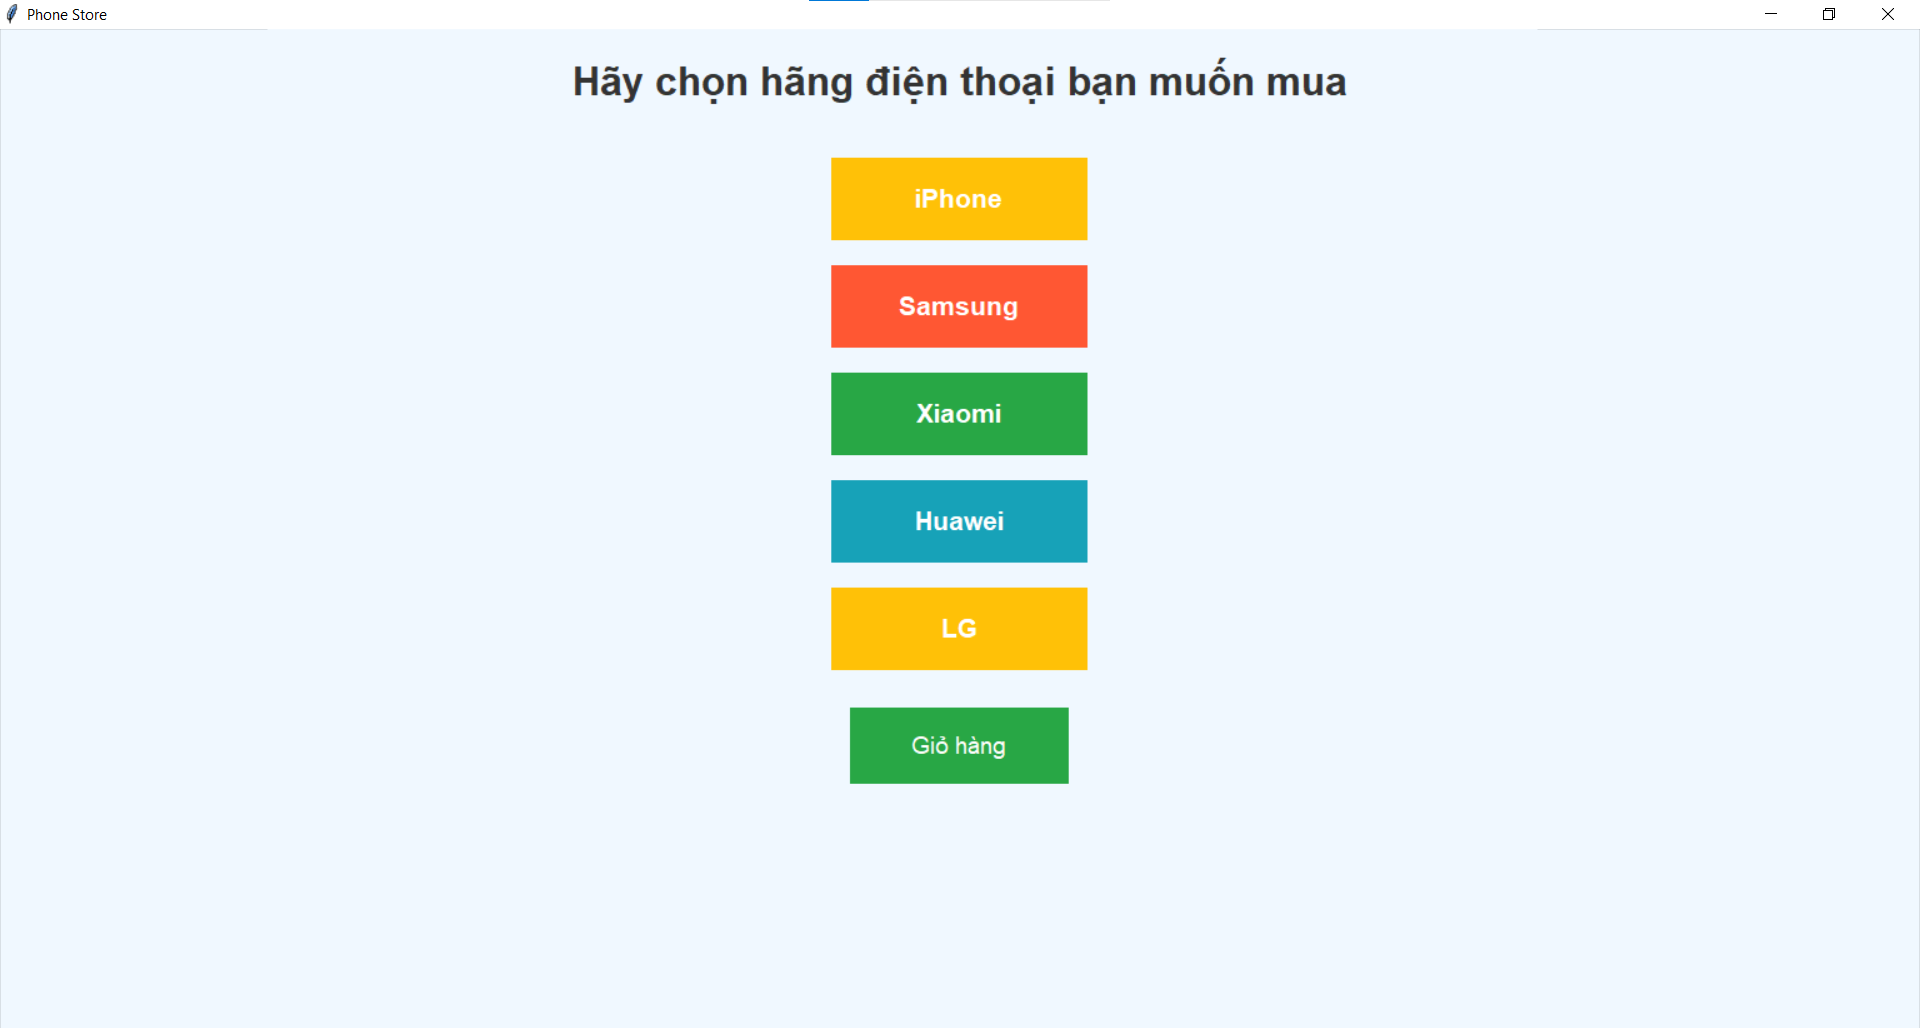 Phone Store
Hãy chọn hãng điện thoại bạn muốn mua
iPhone
Samsung
Xiaomi
Huawei
LG
Giỏ hàng